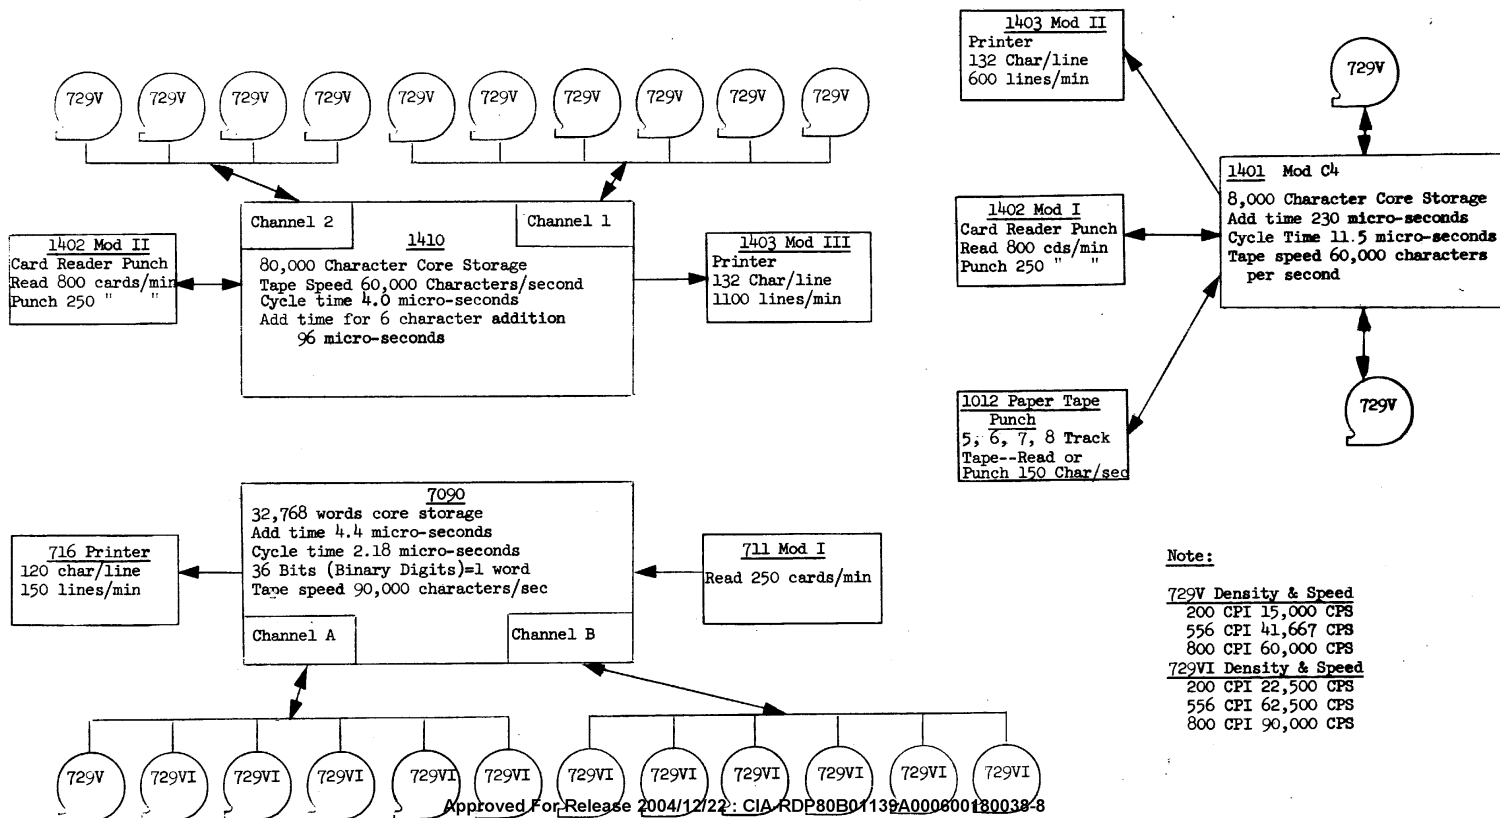 729V 729V 729V 729V 729V 729V 729V 729V 729V 729V
Channel 2
Channel 1
1410
80,000 Character Core Storage
Tape Speed 60,000 Characters/second
Cycle time 4.0 micro-seconds
Add time for 6 character addition
96 micro-seconds
1402 Mod II
Card Reader Punch
Read 800 cards/min
Punch 250 " "
1403 Mod III
Printer
132 Char/line
1100 lines/min
1403 Mod II
Printer
132 Char/line
600 lines/min
729V
1401 Mod C4
8,000 Character Core Storage
Add time 230 micro-seconds
Cycle Time 11.5 micro-seconds
Tape speed 60,000 characters
per second
1402 Mod I
Card Reader Punch
Read 800 cds/min
Punch 250 " "
1012 Paper Tape
Punch
5, 6, 7, 8 Track
Tape--Read or
Punch 150 Char/sec
729V
7090
32,768 words core storage
Add time 4.4 micro-seconds
Cycle time 2.18 micro-seconds
36 Bits (Binary Digits)=1 word
Tape speed 90,000 characters/sec
Channel A
Channel B
716 Printer
120 char/line
150 lines/min
711 Mod I
Read 250 cards/min
Note:
729V Density & Speed
200 CPI 15,000 CPS
556 CPI 41,667 CPS
800 CPI 60,000 CPS
729VI Density & Speed
200 CPI 22,500 CPS
556 CPI 62,500 CPS
800 CPI 90,000 CPS
729V 729VI 729VI 729VI 729VI 729VI 729VI 729VI 729VI 729VI 729VI 729VI
Approved For Release 2004/12/22 : CIA-RDP80B01139A000600180038-8